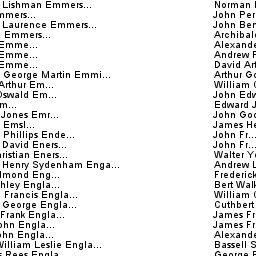 Lishman Emmers... Norman
mmers... John Per
Laurence Emmers... John Ber
Emmers... Archibal
Emme... Alexande
Emme... Andrew F
Emme... David Art
George Martin Emmi... Arthur Go
Arthur Em... William
Oswald Em... John Edw
m... Edward J
Jones Emr... John Goo
Emsl... James He
Phillips Ende... John Fr...
David Eners... John Fr...
ristian Eners... Walter Yo
Henry Sydenham Enga... Andrew L
dmond Eng... Frederick
hley Engla... Bert Walk
Francis Engla... William
George Engla... Cuthbert
Frank Engla... James Fr
ohn Engla... James Fr
ohn Engla... Alexande
William Leslie Engla... Bassell S
s Rees Engla... George F